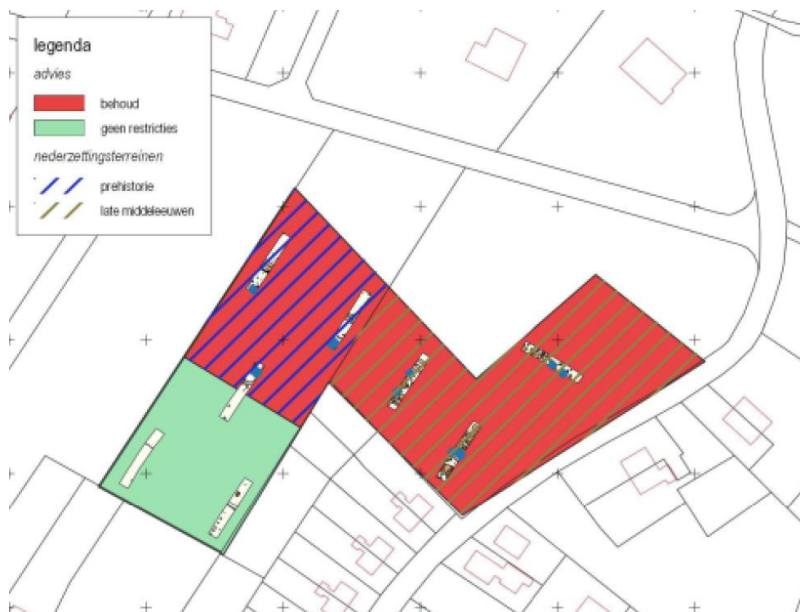 legenda
advies
behoud
geen restricties
nederzettingsterreinen
prehistorie
late middeleeuwen